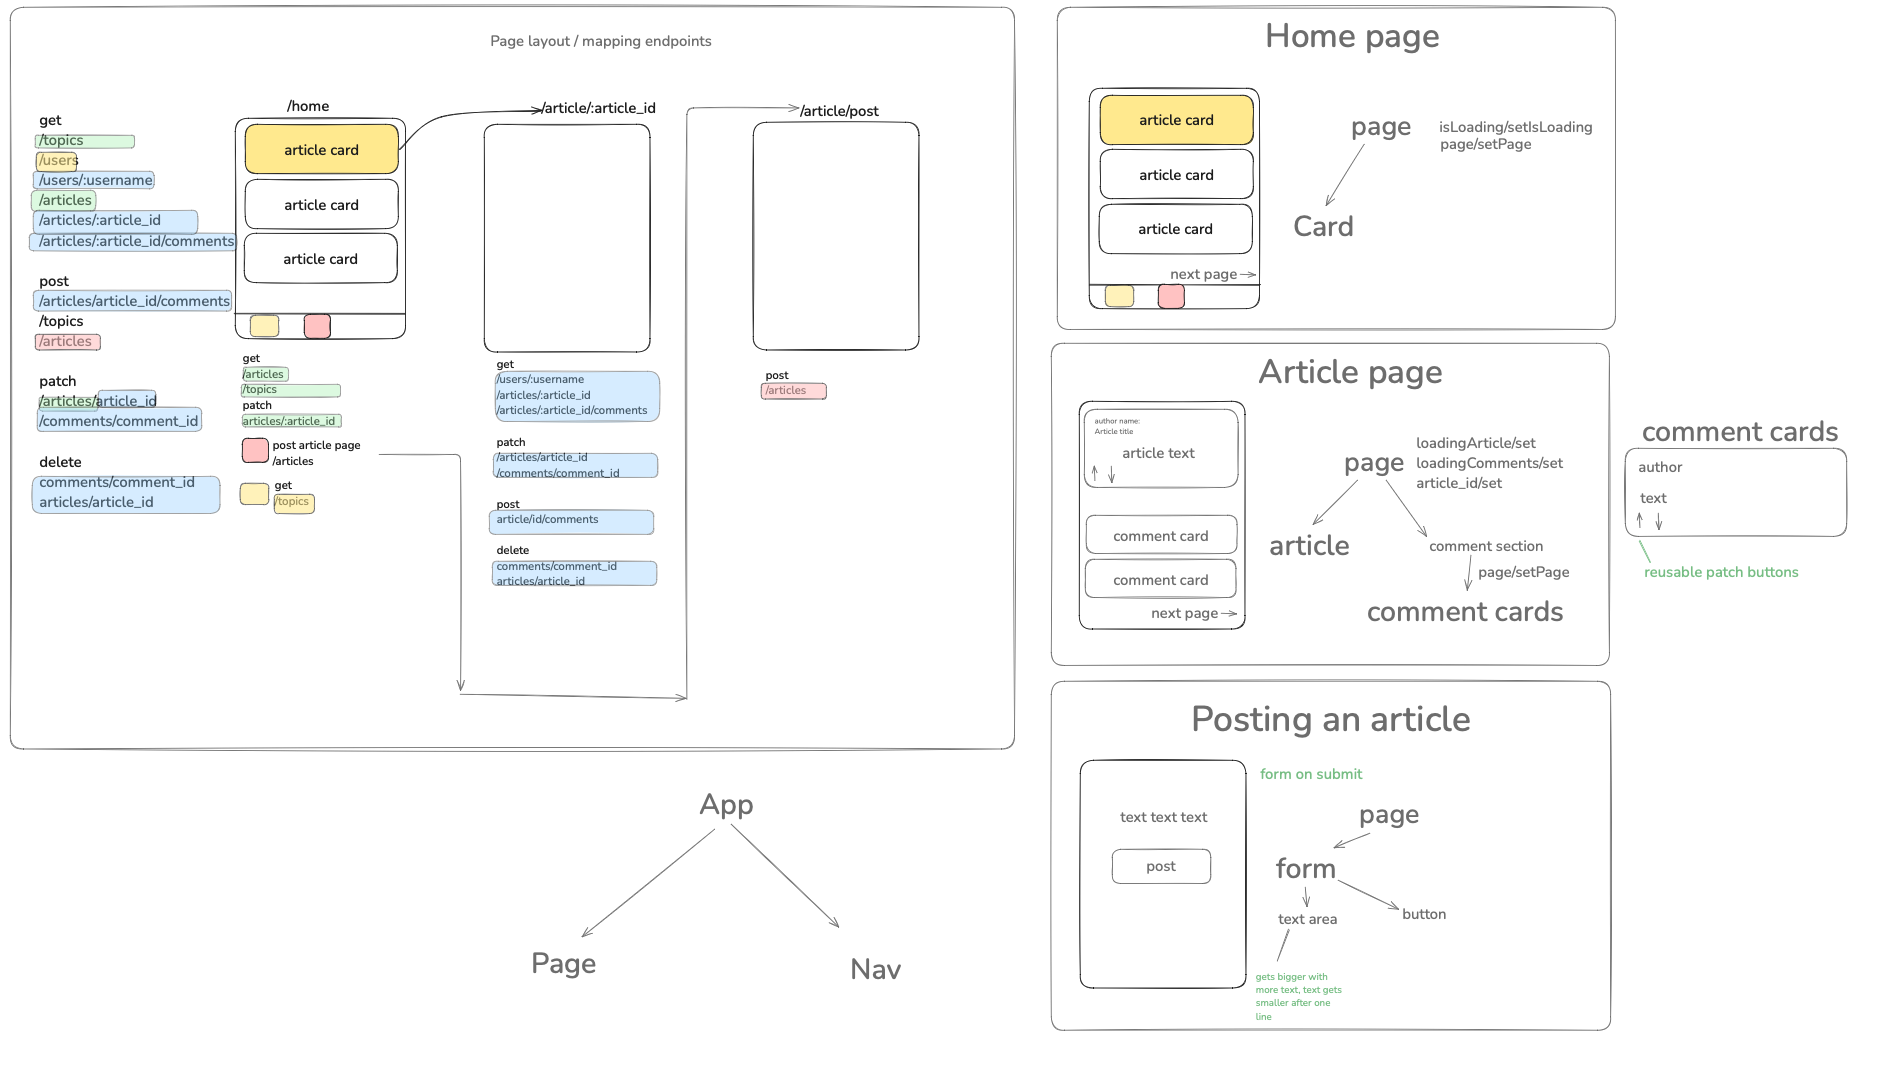 Page layout / mapping endpoints
get
/topics
/users
/users/:username
/articles
/articles/:article_id
/articles/:article_id/comments
post
/articles/article_id/comments
/topics
/articles
patch
/articles/article_id
/comments/comment_id
delete
comments/comment_id
articles/article_id
/home
article card
article card
article card
get
/articles
/topics
patch
articles/:article_id
post article page
/articles
get
/topics
/article/:article_id
get
/users/:username
/articles/:article_id
/articles/:article_id/comments
patch
/articles/article_id
/comments/comment_id
post
article/id/comments
delete
comments/comment_id
articles/article_id
/article/post
post
/articles
App
Page
Nav
Home page
article card
article card
article card
next page
page
isLoading/setIsLoading
page/setPage
Card
Article page
author name:
Article title
article text
comment card
comment card
next page
page
loadingArticle/set
loadingComments/set
article_id/set
article
comment section
page/setPage
comment cards
comment cards
author
text
reusable patch buttons
Posting an article
text text text
post
form on submit
page
form
text area
button
gets bigger with
more text, text gets
smaller after one
line